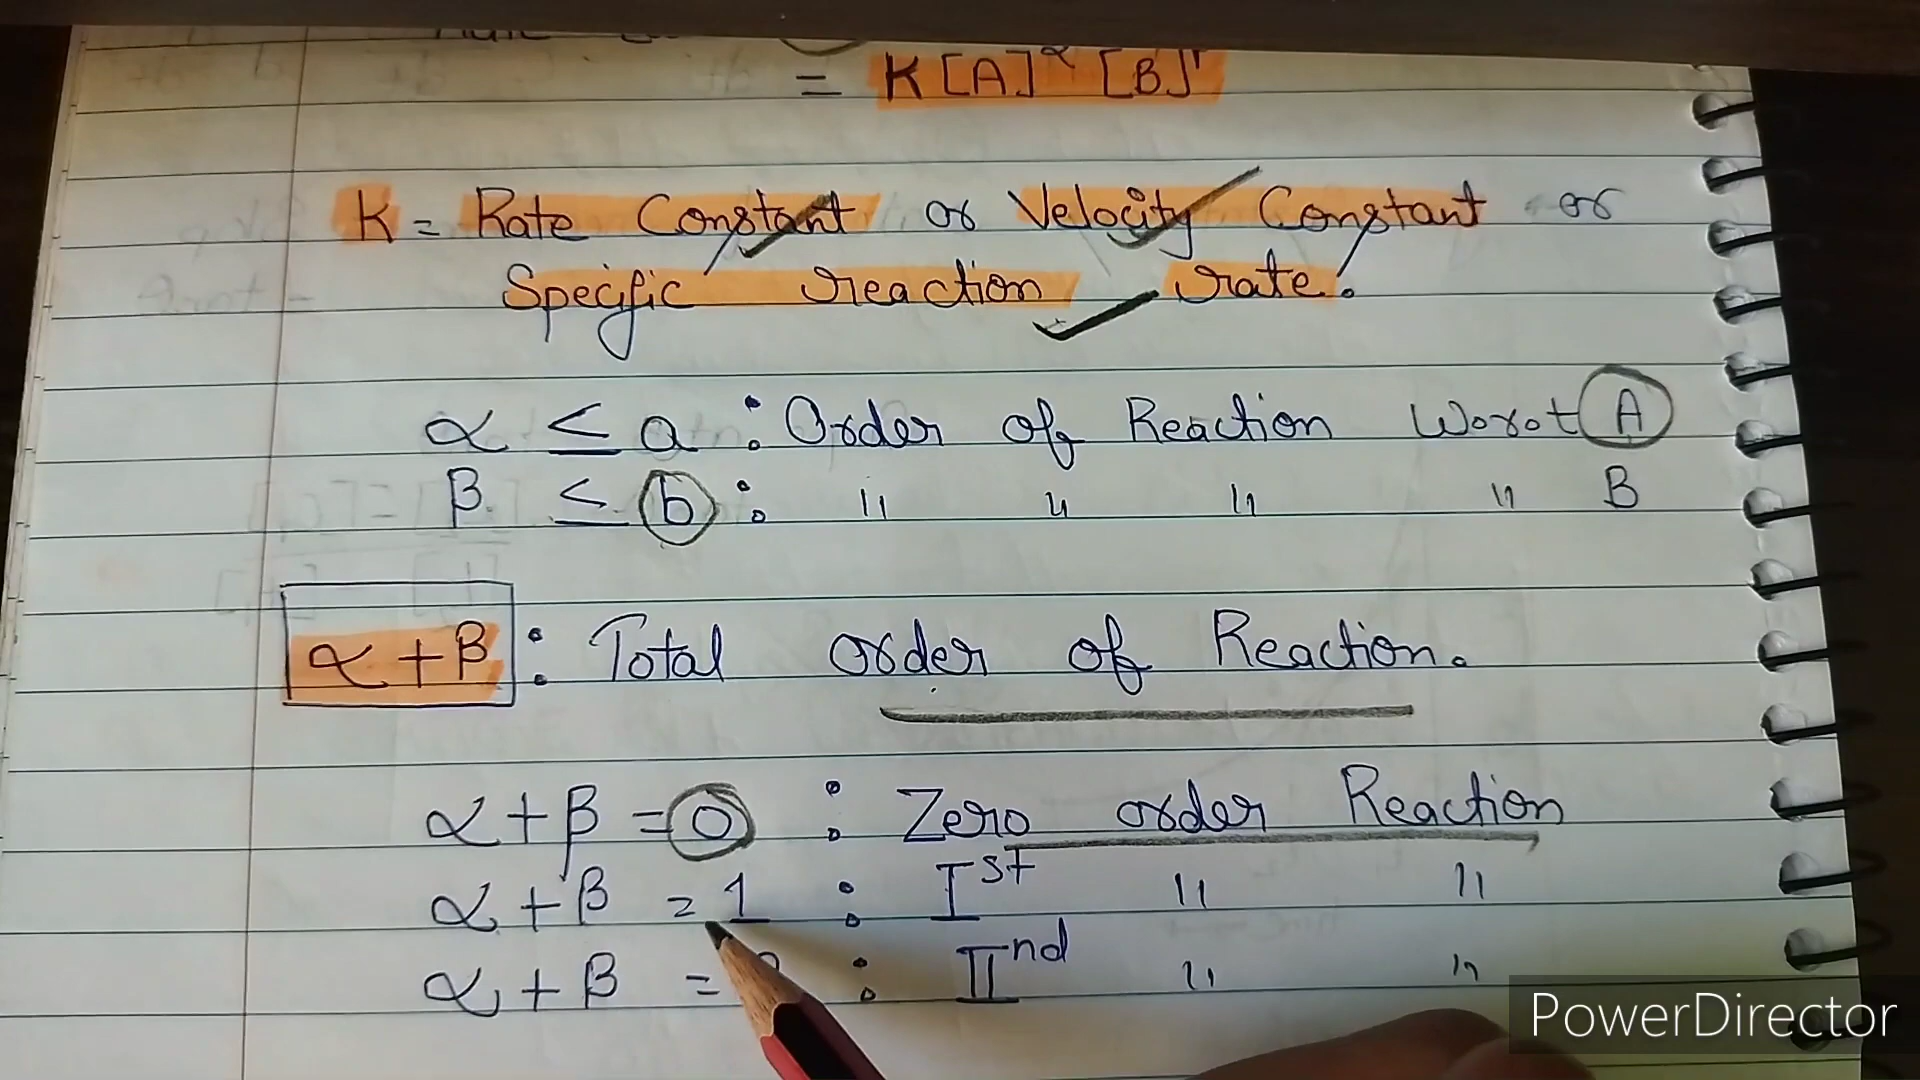 = K[A]^α [B]
K = Rate Constant or Velocity Constant or
Specific reaction rate.
α ≤ a : Order of Reaction w.r.t A
β ≤ b : " " " " B
α+β : Total order of Reaction.
α+β = 0 : Zero order Reaction
α+β = 1 : Ist " "
α+β = : IInd " "
PowerDirector